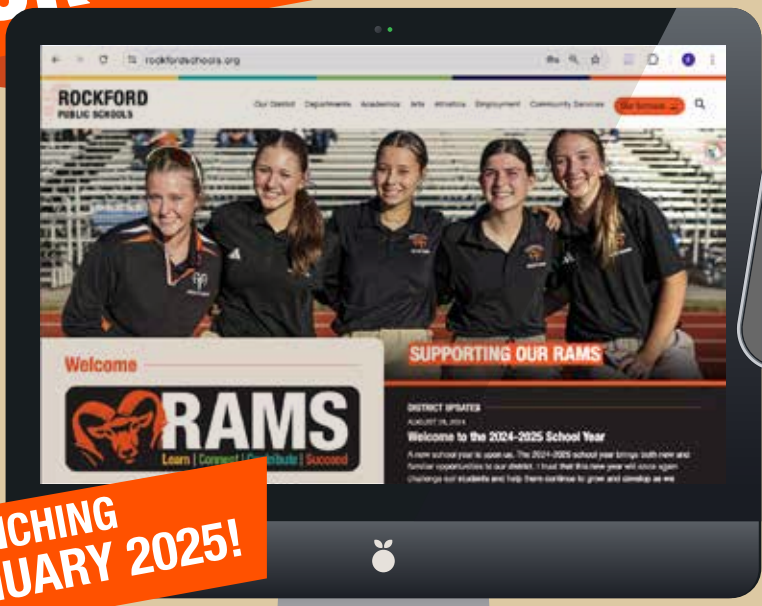 rockfordschools.org
ROCKFORD
PUBLIC SCHOOLS
Our District Departments Academics Arts Athletics Employment Community Services Our Schools
SUPPORTING OUR RAMS
Welcome
RAMS
Learn | Connect | Contribute | Succeed
DISTRICT UPDATES
Welcome to the 2024-2025 School Year
A new school year is upon us. The 2024-2025 school year brings both new and
familiar opportunities to our district. I trust that this new year will once again
challenge our students and help them continue to grow and develop as we
NCHING
NUARY 2025!